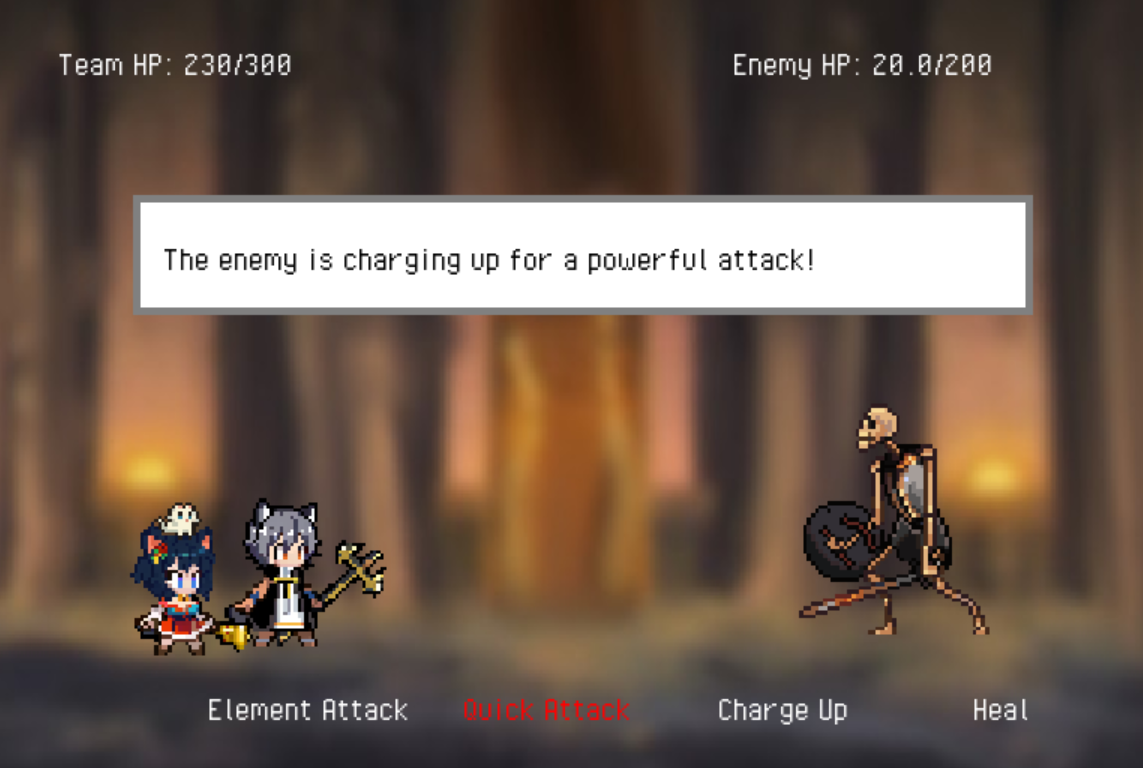 Team HP: 230/300
Enemy HP: 20.0/200
The enemy is charging up for a powerful attack!
Element Attack
Quick Attack
Charge Up
Heal